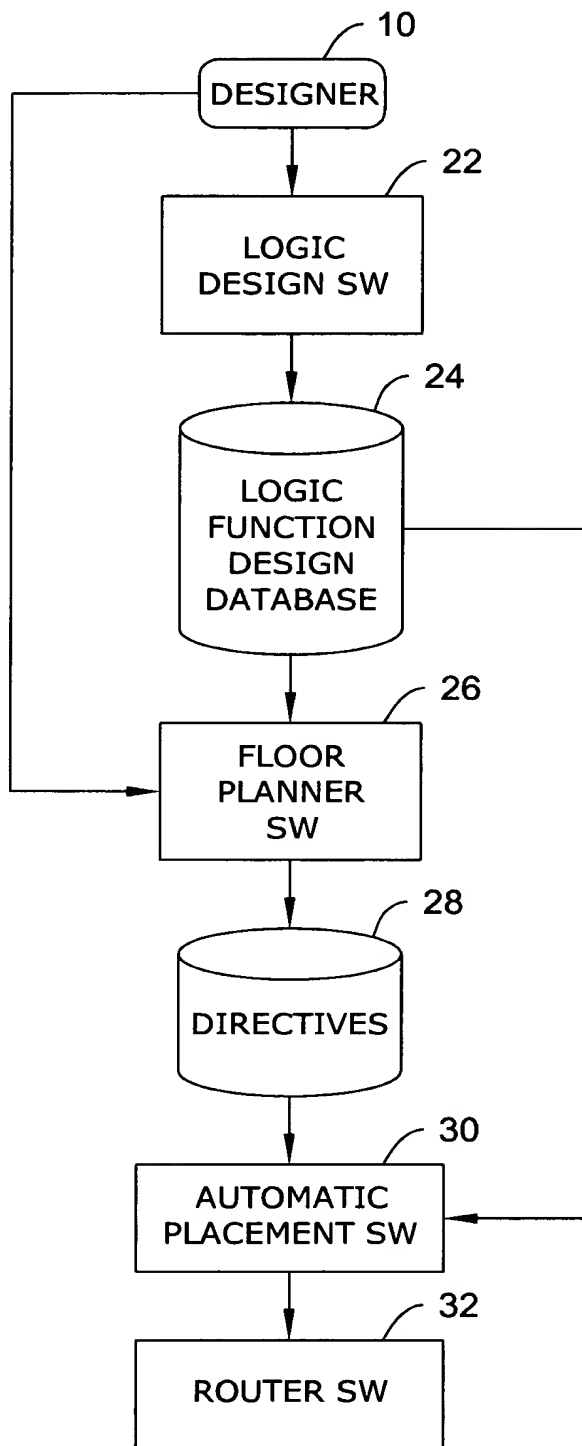 10
DESIGNER
22
LOGIC
DESIGN SW
24
LOGIC
FUNCTION
DESIGN
DATABASE
26
FLOOR
PLANNER
SW
28
DIRECTIVES
30
AUTOMATIC
PLACEMENT SW
32
ROUTER SW